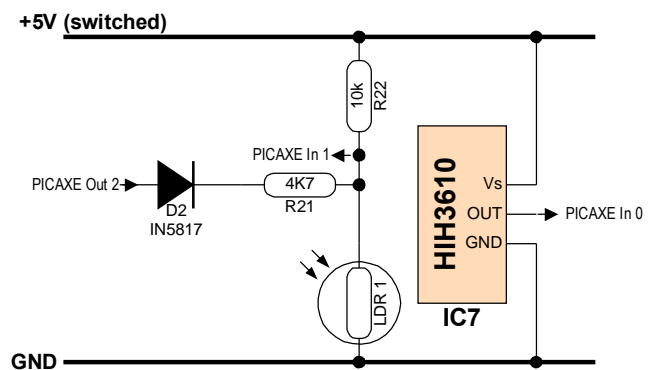 +5V (switched)
10k
R22
PICAXE In 1
PICAXE Out 2
D2
IN5817
4K7
R21
LDR 1
HIH3610
Vs
OUT
GND
PICAXE In 0
IC7
GND